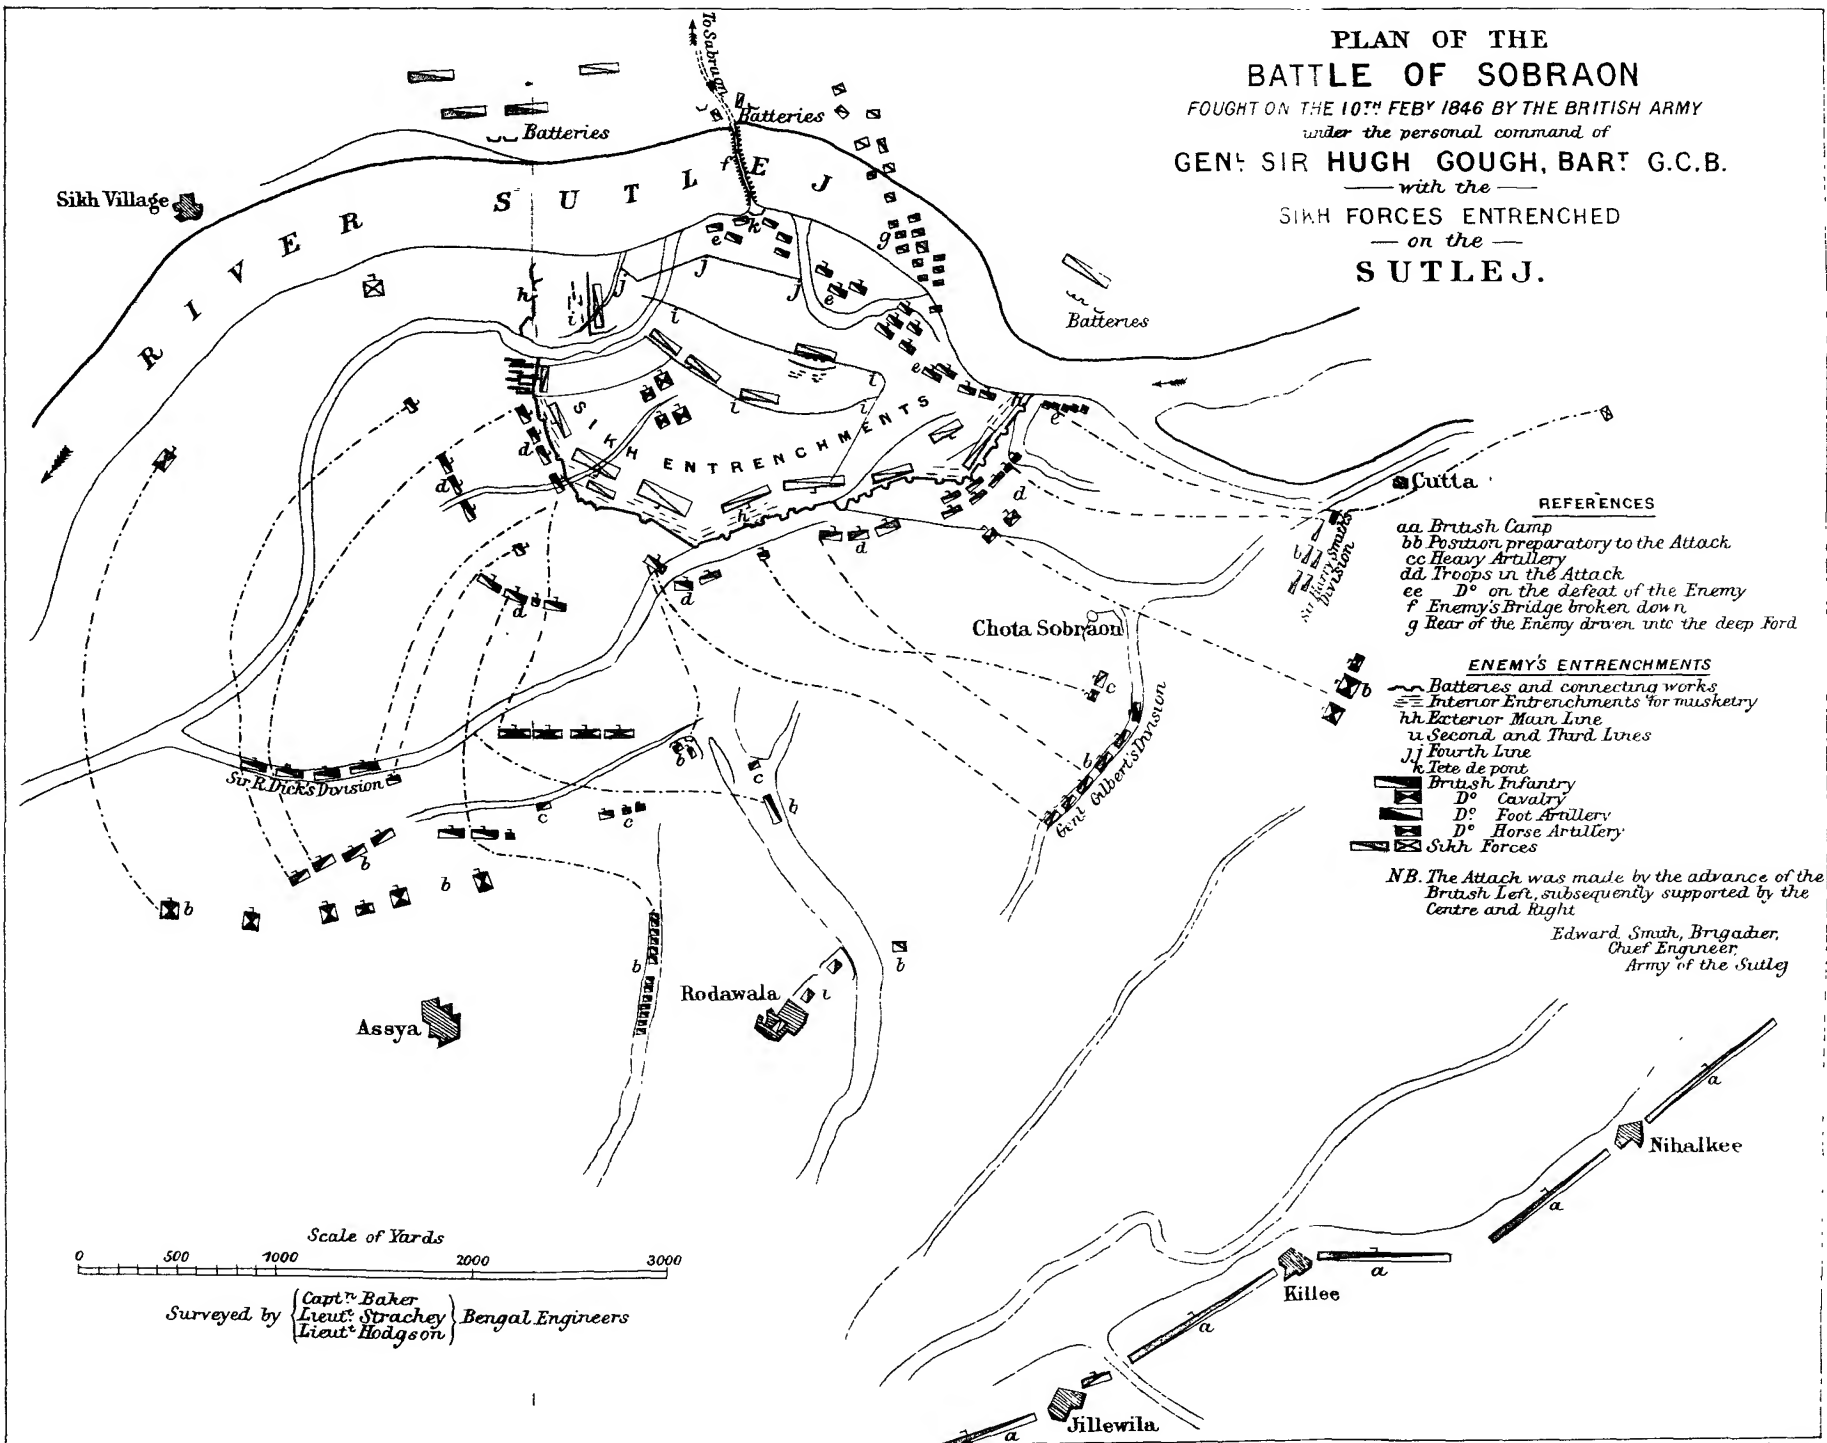 PLAN OF THE
BATTLE OF SOBRAON
FOUGHT ON THE 10TH FEBY 1846 BY THE BRITISH ARMY
under the personal command of
GENL SIR HUGH GOUGH, BART G.C.B.
with the
SIKH FORCES ENTRENCHED
on the
SUTLEJ.
To Sabraon
Batteries
Batteries
Sikh Village
RIVER SUTLEJ
f
k
e
g
Batteries
h
i
j
J
j
e
i
i
i
i
e
e
SIKH ENTRENCHMENTS
d
d
h
d
d
d
d
Cutta
b
Sir Harry Smith's
Division
Chota Sobraon
c
b
b
Genl Gilbert's Division
Sir R. Dick's Division
b
c
b
c
c
b
b
b
b
b
Assya
Rodawala
b
REFERENCES
aa British Camp
bb Position preparatory to the Attack
cc Heavy Artillery
dd Troops in the Attack
ee Do on the defeat of the Enemy
f Enemy's Bridge broken down
g Rear of the Enemy driven into the deep Ford
ENEMY'S ENTRENCHMENTS
Batteries and connecting works
Interior Entrenchments for musketry
hh Exterior Main Line
ii Second and Third Lines
jj Fourth Line
k Tete de pont
British Infantry
Do Cavalry
Do Foot Artillery
Do Horse Artillery
Sikh Forces
NB. The Attack was made by the advance of the
British Left, subsequently supported by the
Centre and Right
Edward Smith, Brigadier,
Chief Engineer,
Army of the Sutlej
a
Nihalkee
a
Killee
a
a
Jillewila
a
Scale of Yards
0 500 1000 2000 3000
Surveyed by Captn Baker
Lieut. Strachey
Lieutt Hodgson
Bengal Engineers